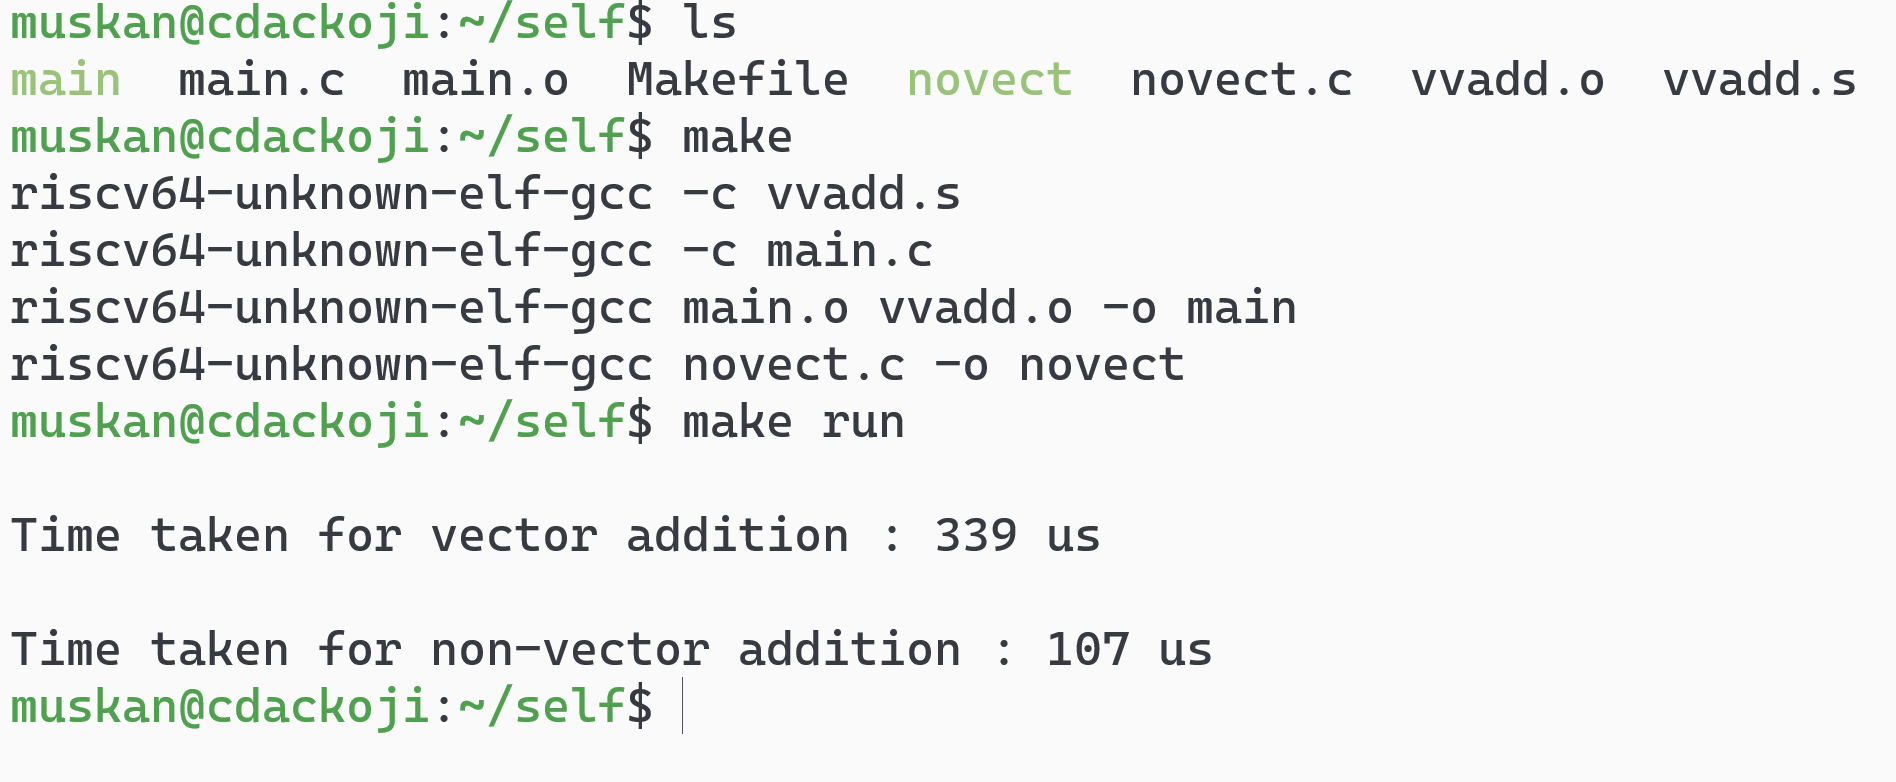 muskan@cdackoji:~/self$ ls
main  main.c  main.o  Makefile  novect  novect.c  vvadd.o  vvadd.s
muskan@cdackoji:~/self$ make
riscv64-unknown-elf-gcc -c vvadd.s
riscv64-unknown-elf-gcc -c main.c
riscv64-unknown-elf-gcc main.o vvadd.o -o main
riscv64-unknown-elf-gcc novect.c -o novect
muskan@cdackoji:~/self$ make run
Time taken for vector addition : 339 us
Time taken for non-vector addition : 107 us
muskan@cdackoji:~/self$